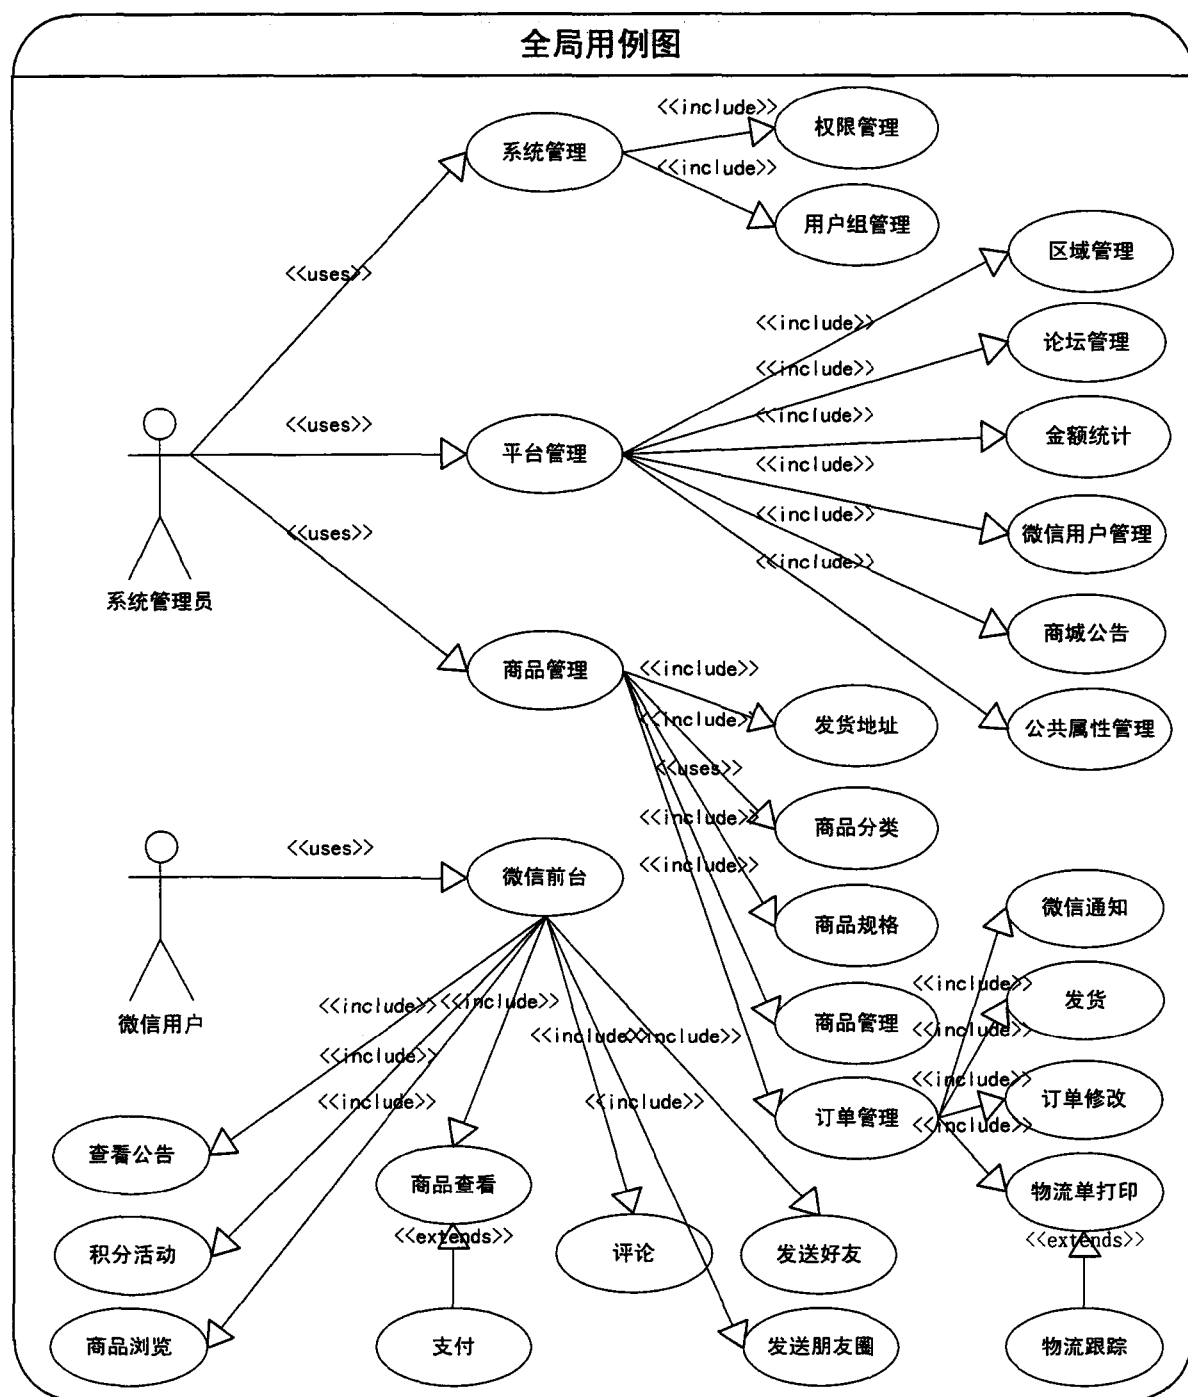 全局用例图
<<include>>
权限管理
系统管理
<<include>>
用户组管理
区域管理
<<uses>>
<<include>>
论坛管理
<<include>>
<<include>>
金额统计
<<uses>>
平台管理
<<include>>
<<include>>
微信用户管理
<<uses>>
<<include>>
系统管理员
商城公告
商品管理
<<include>>
<<include>>
发货地址
公共属性管理
<<uses>>
<<include>>
商品分类
<<uses>>
<<include>>
微信前台
微信通知
商品规格
<<include>>
发货
<<include>>
<<include>>
微信用户
商品管理
<<include>>
<<include>>
<<include>>
<<include>>
<<include>>
<<include>>
<<include>>
订单修改
订单管理
<<include>>
查看公告
商品查看
物流单打印
<<extends>>
<<extends>>
积分活动
评论
发送好友
商品浏览
支付
发送朋友圈
物流跟踪